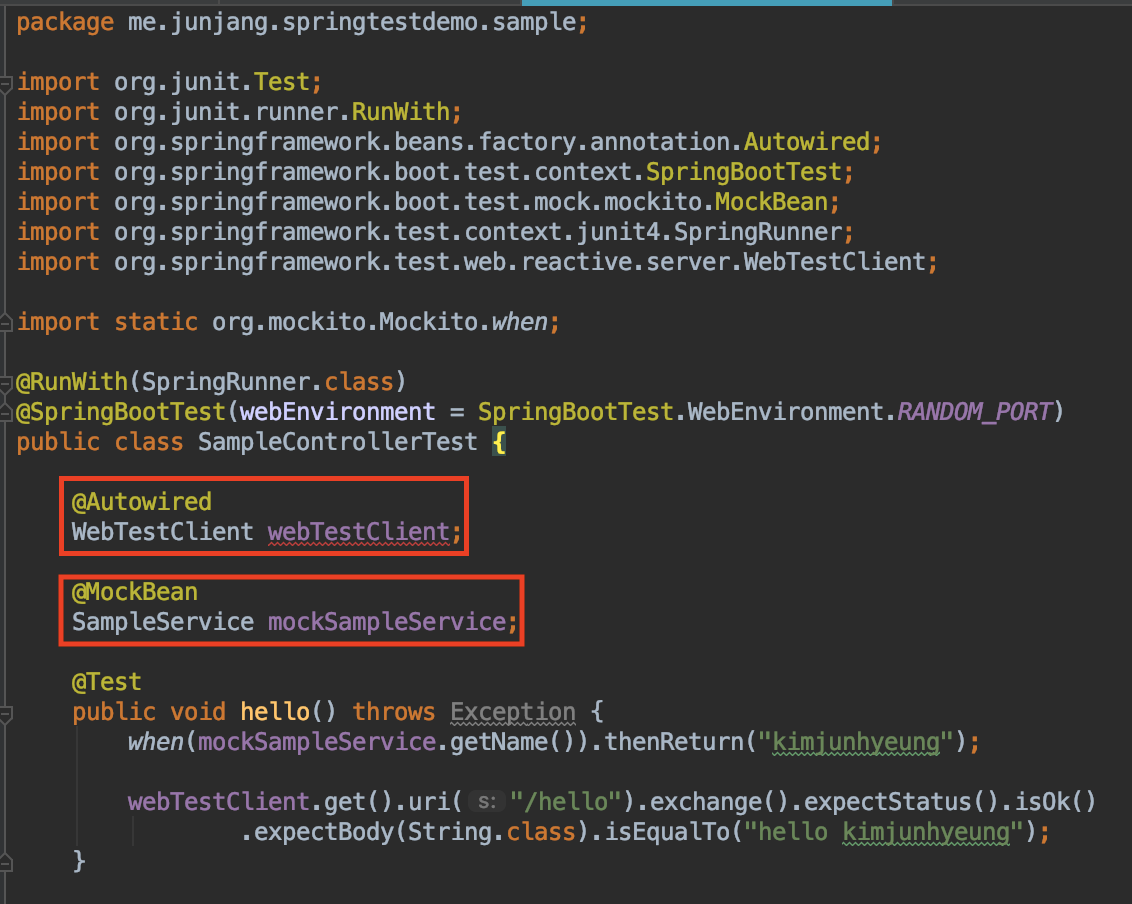 package me.junjang.springtestdemo.sample;
import org.junit.Test;
import org.junit.runner.RunWith;
import org.springframework.beans.factory.annotation.Autowired;
import org.springframework.boot.test.context.SpringBootTest;
import org.springframework.boot.test.mock.mockito.MockBean;
import org.springframework.test.context.junit4.SpringRunner;
import org.springframework.test.web.reactive.server.WebTestClient;
import static org.mockito.Mockito.when;
@RunWith(SpringRunner.class)
@SpringBootTest(webEnvironment = SpringBootTest.WebEnvironment.RANDOM_PORT)
public class SampleControllerTest {
@Autowired
WebTestClient webTestClient;
@MockBean
SampleService mockSampleService;
@Test
public void hello() throws Exception {
when(mockSampleService.getName()).thenReturn("kimjunhyeung");
webTestClient.get().uri( s: "/hello").exchange().expectStatus().isOk()
.expectBody(String.class).isEqualTo("hello kimjunhyeung");
}